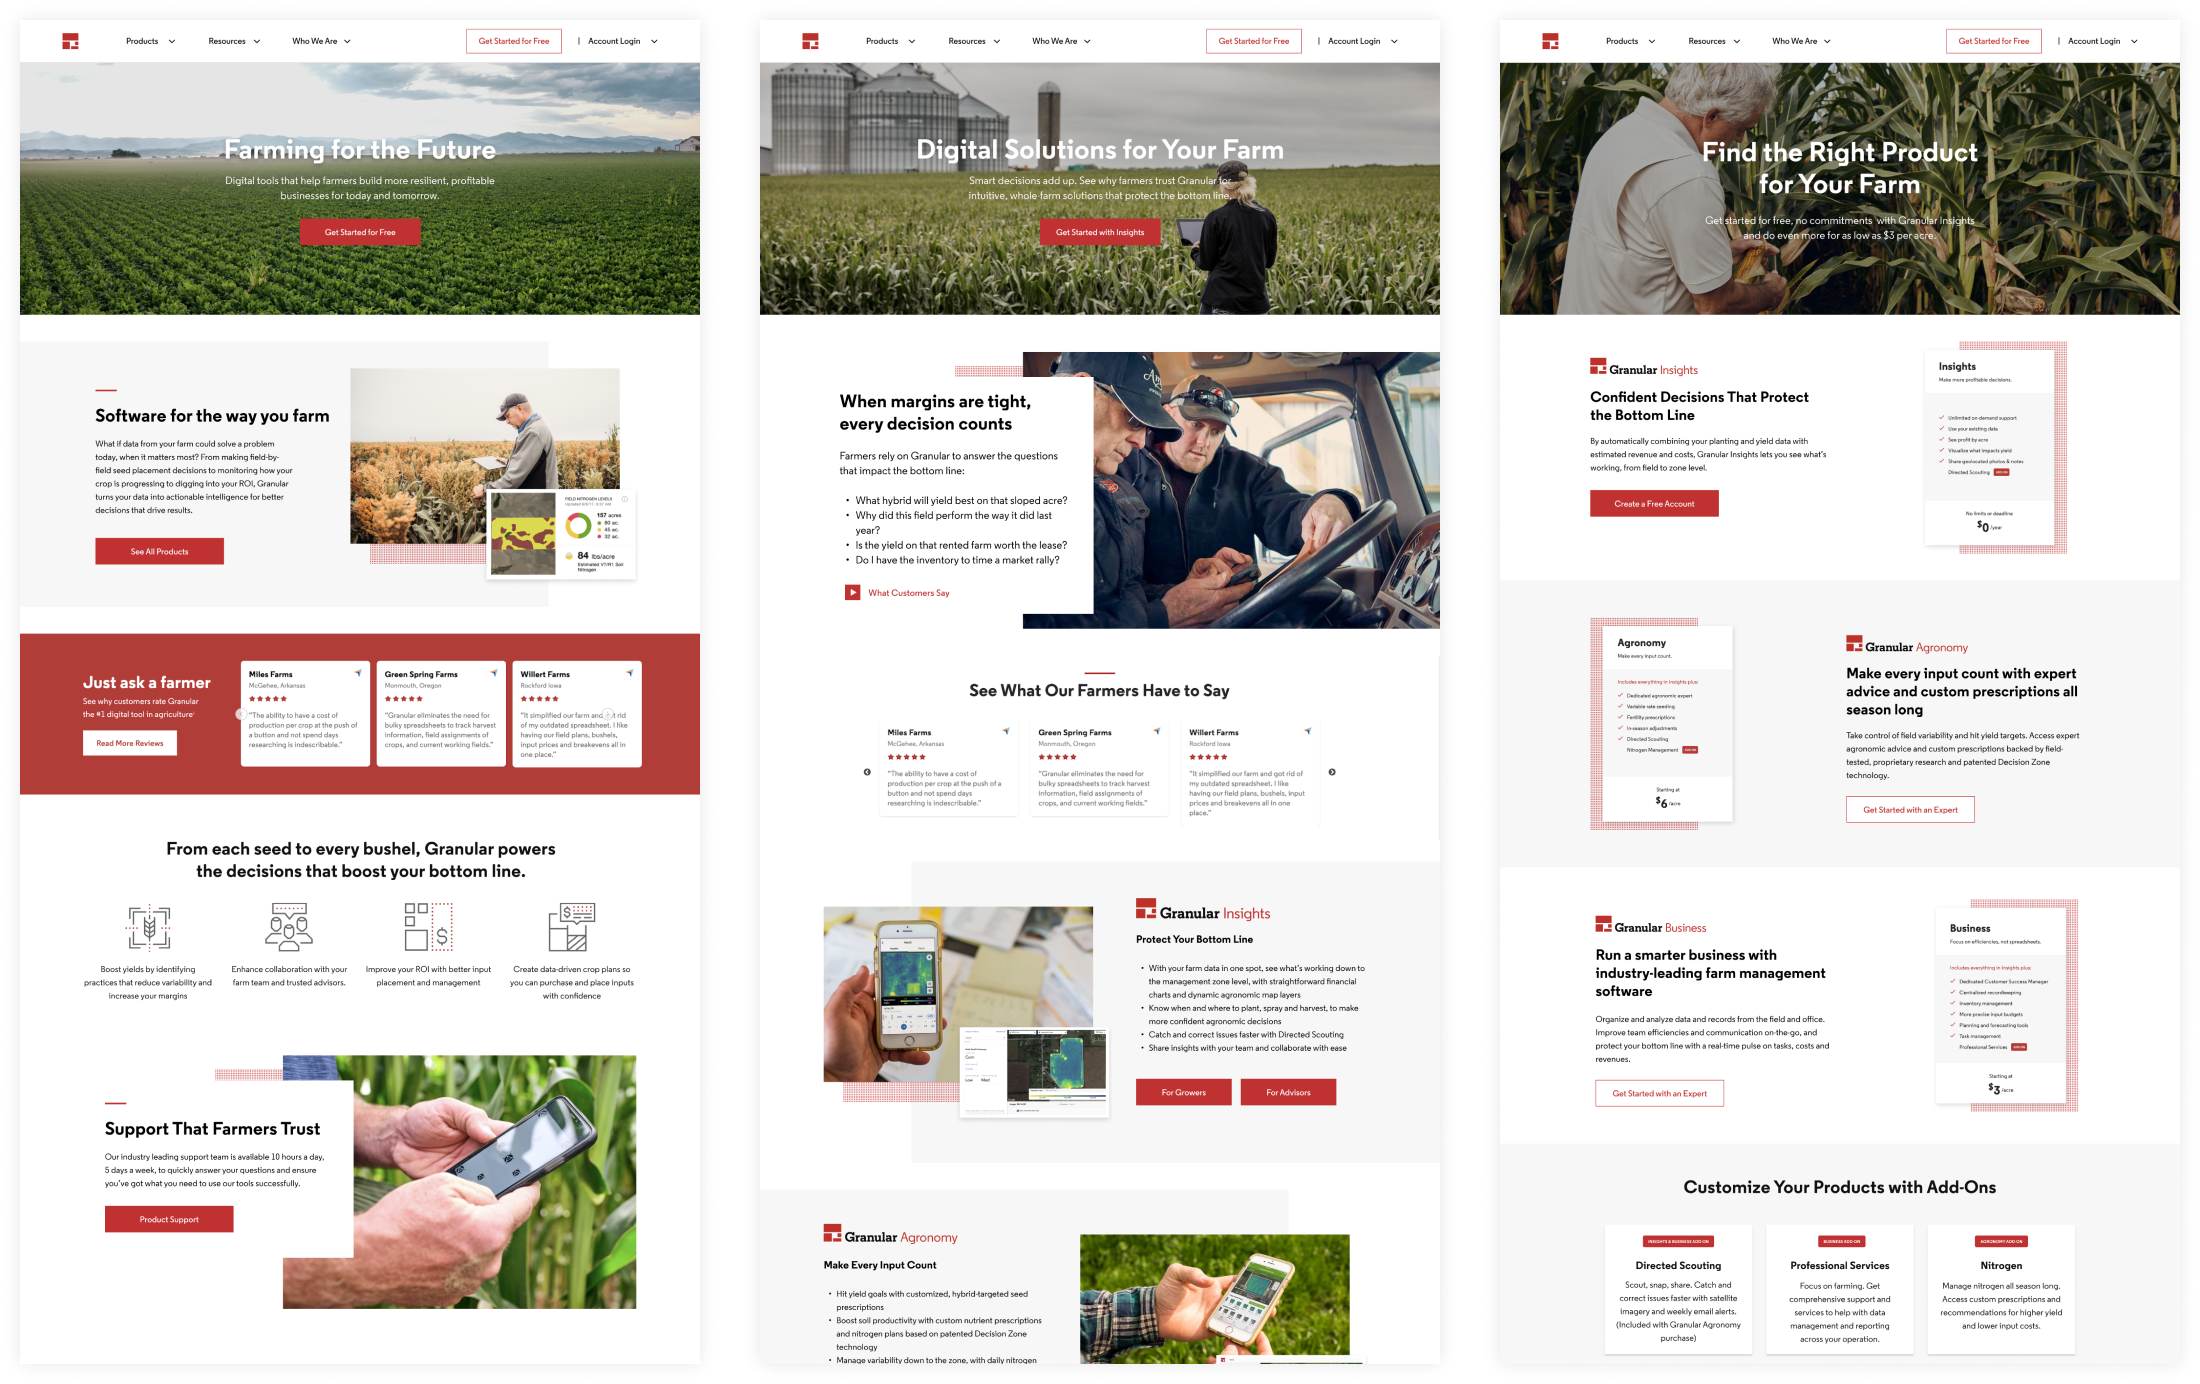 Products
Resources
Who We Are
Get Started for Free
|
Account Login
Farming for the Future
Digital tools that help farmers build more resilient, profitable
businesses for today and tomorrow.
Get Started for Free
Software for the way you farm
What if data from your farm could solve a problem
today, when it matters most? From making field-by-
field seed placement decisions to monitoring how your
crop is progressing to digging into your ROI, Granular
turns your data into actionable intelligence for better
decisions that drive results.
See All Products
FIELD NITROGEN LEVELS
157 acres
80 ac.
45 ac.
32 ac.
84 lbs/acre
Estimated VT/R1 Soil
Nitrogen
Just ask a farmer
See why customers rate Granular
the #1 digital tool in agriculture
Read More Reviews
Miles Farms
McGehee, Arkansas
"The ability to have a cost of
production per crop at the push of
a button and not spend days
researching is indescribable."
Green Spring Farms
Monmouth, Oregon
"Granular eliminates the need for
bulky spreadsheets to track harvest
information, field assignments of
crops, and current working fields."
Willert Farms
Rockford Iowa
"It simplified our farm and got rid
of my outdated spreadsheet. I like
having our field plans, bushels,
input prices and breakevens all in
one place."
From each seed to every bushel, Granular powers
the decisions that boost your bottom line.
Boost yields by identifying
practices that reduce variability and
increase your margins
Enhance collaboration with your
farm team and trusted advisors.
Improve your ROI with better input
placement and management
Create data-driven crop plans so
you can purchase and place inputs
with confidence
Support That Farmers Trust
Our industry leading support team is available 10 hours a day,
5 days a week, to quickly answer your questions and ensure
you've got what you need to use our tools successfully.
Product Support
Products
Resources
Who We Are
Get Started for Free
|
Account Login
Digital Solutions for Your Farm
Smart decisions add up. See why farmers trust Granular for
intuitive, whole-farm solutions that protect the bottom line.
Get Started with Insights
When margins are tight,
every decision counts
Farmers rely on Granular to answer the questions
that impact the bottom line:
• What hybrid will yield best on that sloped acre?
• Why did this field perform the way it did last
year?
• Is the yield on that rented farm worth the lease?
• Do I have the inventory to time a market rally?
What Customers Say
See What Our Farmers Have to Say
Miles Farms
McGehee, Arkansas
"The ability to have a cost of
production per crop at the push of a
button and not spend days
researching is indescribable."
Green Spring Farms
Monmouth, Oregon
"Granular eliminates the need for
bulky spreadsheets to track harvest
information, field assignments of
crops, and current working fields."
Willert Farms
Rockford Iowa
"It simplified our farm and got rid of
my outdated spreadsheet. I like
having our field plans, bushels, input
prices and breakevens all in one
place."
Granular Insights
Protect Your Bottom Line
• With your farm data in one spot, see what's working down to
the management zone level, with straightforward financial
charts and dynamic agronomic map layers
• Know when and where to plant, spray and harvest, to make
more confident agronomic decisions
• Catch and correct issues faster with Directed Scouting
• Share insights with your team and collaborate with ease
For Growers
For Advisors
Corn
Low
Med
Granular Agronomy
Make Every Input Count
• Hit yield goals with customized, hybrid-targeted seed
prescriptions
• Boost soil productivity with custom nutrient prescriptions
and nitrogen plans based on patented Decision Zone
technology
• Manage variability down to the zone, with daily nitrogen
Products
Resources
Who We Are
Get Started for Free
|
Account Login
Find the Right Product
for Your Farm
Get started for free, no commitments with Granular Insights
and do even more for as low as $3 per acre.
Granular Insights
Confident Decisions That Protect
the Bottom Line
By automatically combining your planting and yield data with
estimated revenue and costs, Granular Insights lets you see what's
working, from field to zone level.
Create a Free Account
Insights
Make more profitable decisions.
Unlimited on-demand support
Use your existing data
See profit by acre
Visualize what impacts yield
Share geolocated photos & notes
Directed Scouting ADD-ON
No limits or deadline
$0 /year
Agronomy
Make every input count.
Includes everything in Insights plus:
Dedicated agronomic expert
Variable rate seeding
Fertility prescriptions
In-season adjustments
Directed Scouting
Nitrogen Management ADD-ON
Starting at
$6 /acre
Granular Agronomy
Make every input count with expert
advice and custom prescriptions all
season long
Take control of field variability and hit yield targets. Access expert
agronomic advice and custom prescriptions backed by field-
tested, proprietary research and patented Decision Zone
technology.
Get Started with an Expert
Granular Business
Run a smarter business with
industry-leading farm management
software
Organize and analyze data and records from the field and office.
Improve team efficiencies and communication on-the-go, and
protect your bottom line with a real-time pulse on tasks, costs and
revenues.
Get Started with an Expert
Business
Focus on efficiencies, not spreadsheets.
Includes everything in Insights plus:
Dedicated Customer Success Manager
Centralized recordkeeping
Inventory management
More precise input budgets
Planning and forecasting tools
Task management
Professional Services ADD-ON
Starting at
$3 /acre
Customize Your Products with Add-Ons
INSIGHTS & BUSINESS ADD-ON
Directed Scouting
Scout, snap, share. Catch and
correct issues faster with satellite
imagery and weekly email alerts.
(Included with Granular Agronomy
purchase)
BUSINESS ADD-ON
Professional Services
Focus on farming. Get
comprehensive support and
services to help with data
management and reporting
across your operation.
AGRONOMY ADD-ON
Nitrogen
Manage nitrogen all season long.
Access custom prescriptions and
recommendations for higher yield
and lower input costs.